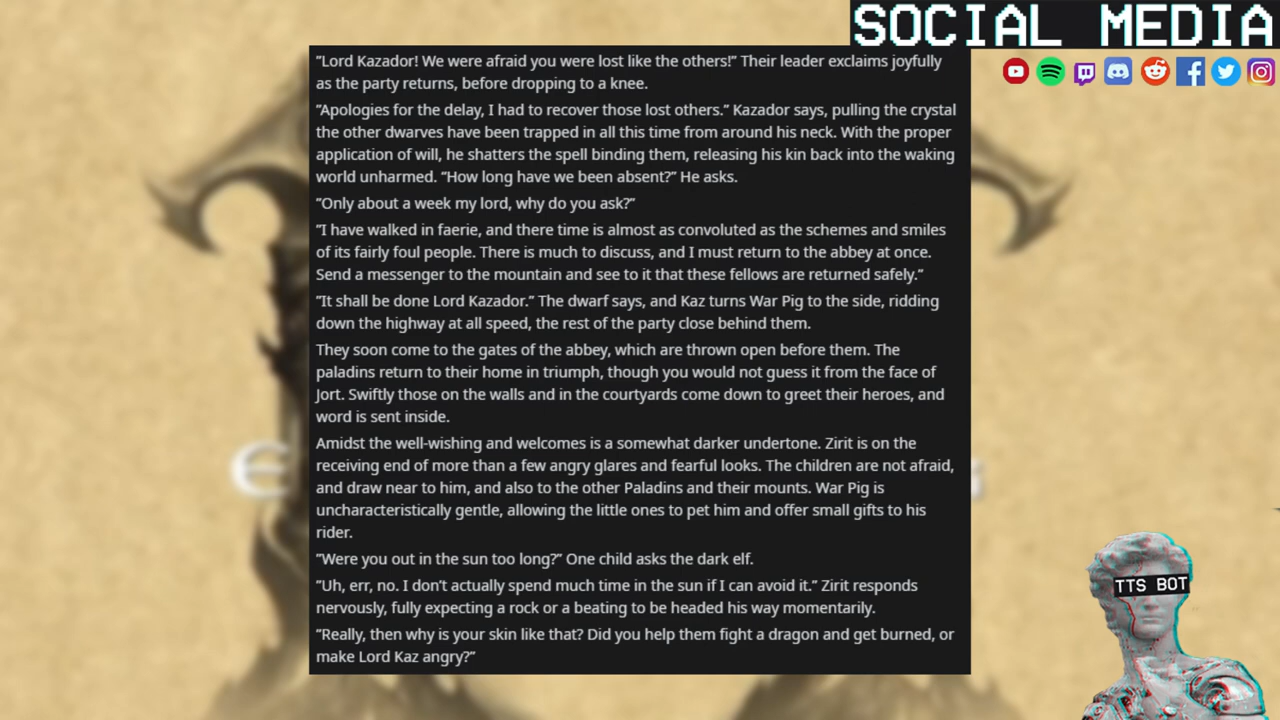 SOCIAL MEDIA
"Lord Kazador! We were afraid you were lost like the others!" Their leader exclaims joyfully
as the party returns, before dropping to a knee.
"Apologies for the delay, I had to recover those lost others." Kazador says, pulling the crystal
the other dwarves have been trapped in all this time from around his neck. With the proper
application of will, he shatters the spell binding them, releasing his kin back into the waking
world unharmed. "How long have we been absent?" He asks.
"Only about a week my lord, why do you ask?"
"I have walked in faerie, and there time is almost as convoluted as the schemes and smiles
of its fairly foul people. There is much to discuss, and I must return to the abbey at once.
Send a messenger to the mountain and see to it that these fellows are returned safely."
"It shall be done Lord Kazador." The dwarf says, and Kaz turns War Pig to the side, ridding
down the highway at all speed, the rest of the party close behind them.
They soon come to the gates of the abbey, which are thrown open before them. The
paladins return to their home in triumph, though you would not guess it from the face of
Jort. Swiftly those on the walls and in the courtyards come down to greet their heroes, and
word is sent inside.
Amidst the well-wishing and welcomes is a somewhat darker undertone. Zirit is on the
receiving end of more than a few angry glares and fearful looks. The children are not afraid,
and draw near to him, and also to the other Paladins and their mounts. War Pig is
uncharacteristically gentle, allowing the little ones to pet him and offer small gifts to his
rider.
"Were you out in the sun too long?" One child asks the dark elf.
"Uh, err, no. I don't actually spend much time in the sun if I can avoid it." Zirit responds
nervously, fully expecting a rock or a beating to be headed his way momentarily.
"Really, then why is your skin like that? Did you help them fight a dragon and get burned, or
make Lord Kaz angry?"
TTS BOT